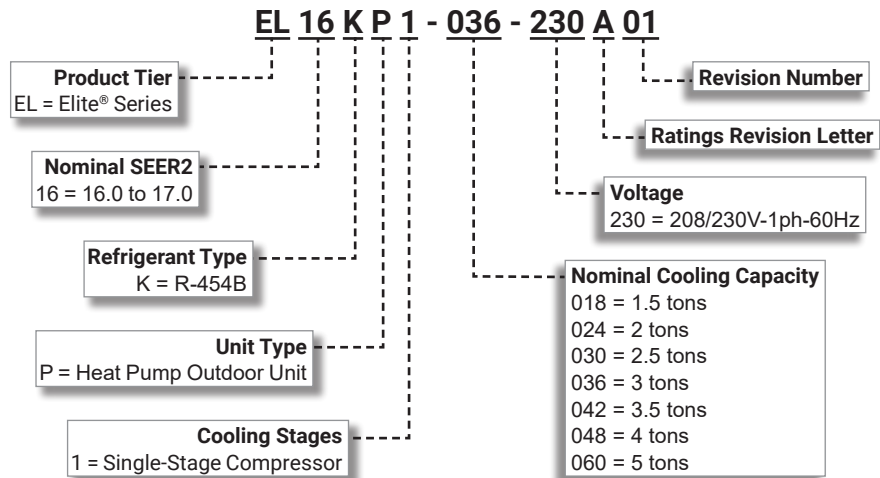 EL 16 K P 1 - 036 - 230 A 01
Product Tier
EL = Elite® Series
Nominal SEER2
16 = 16.0 to 17.0
Refrigerant Type
K = R-454B
Unit Type
P = Heat Pump Outdoor Unit
Cooling Stages
1 = Single-Stage Compressor
Revision Number
Ratings Revision Letter
Voltage
230 = 208/230V-1ph-60Hz
Nominal Cooling Capacity
018 = 1.5 tons
024 = 2 tons
030 = 2.5 tons
036 = 3 tons
042 = 3.5 tons
048 = 4 tons
060 = 5 tons